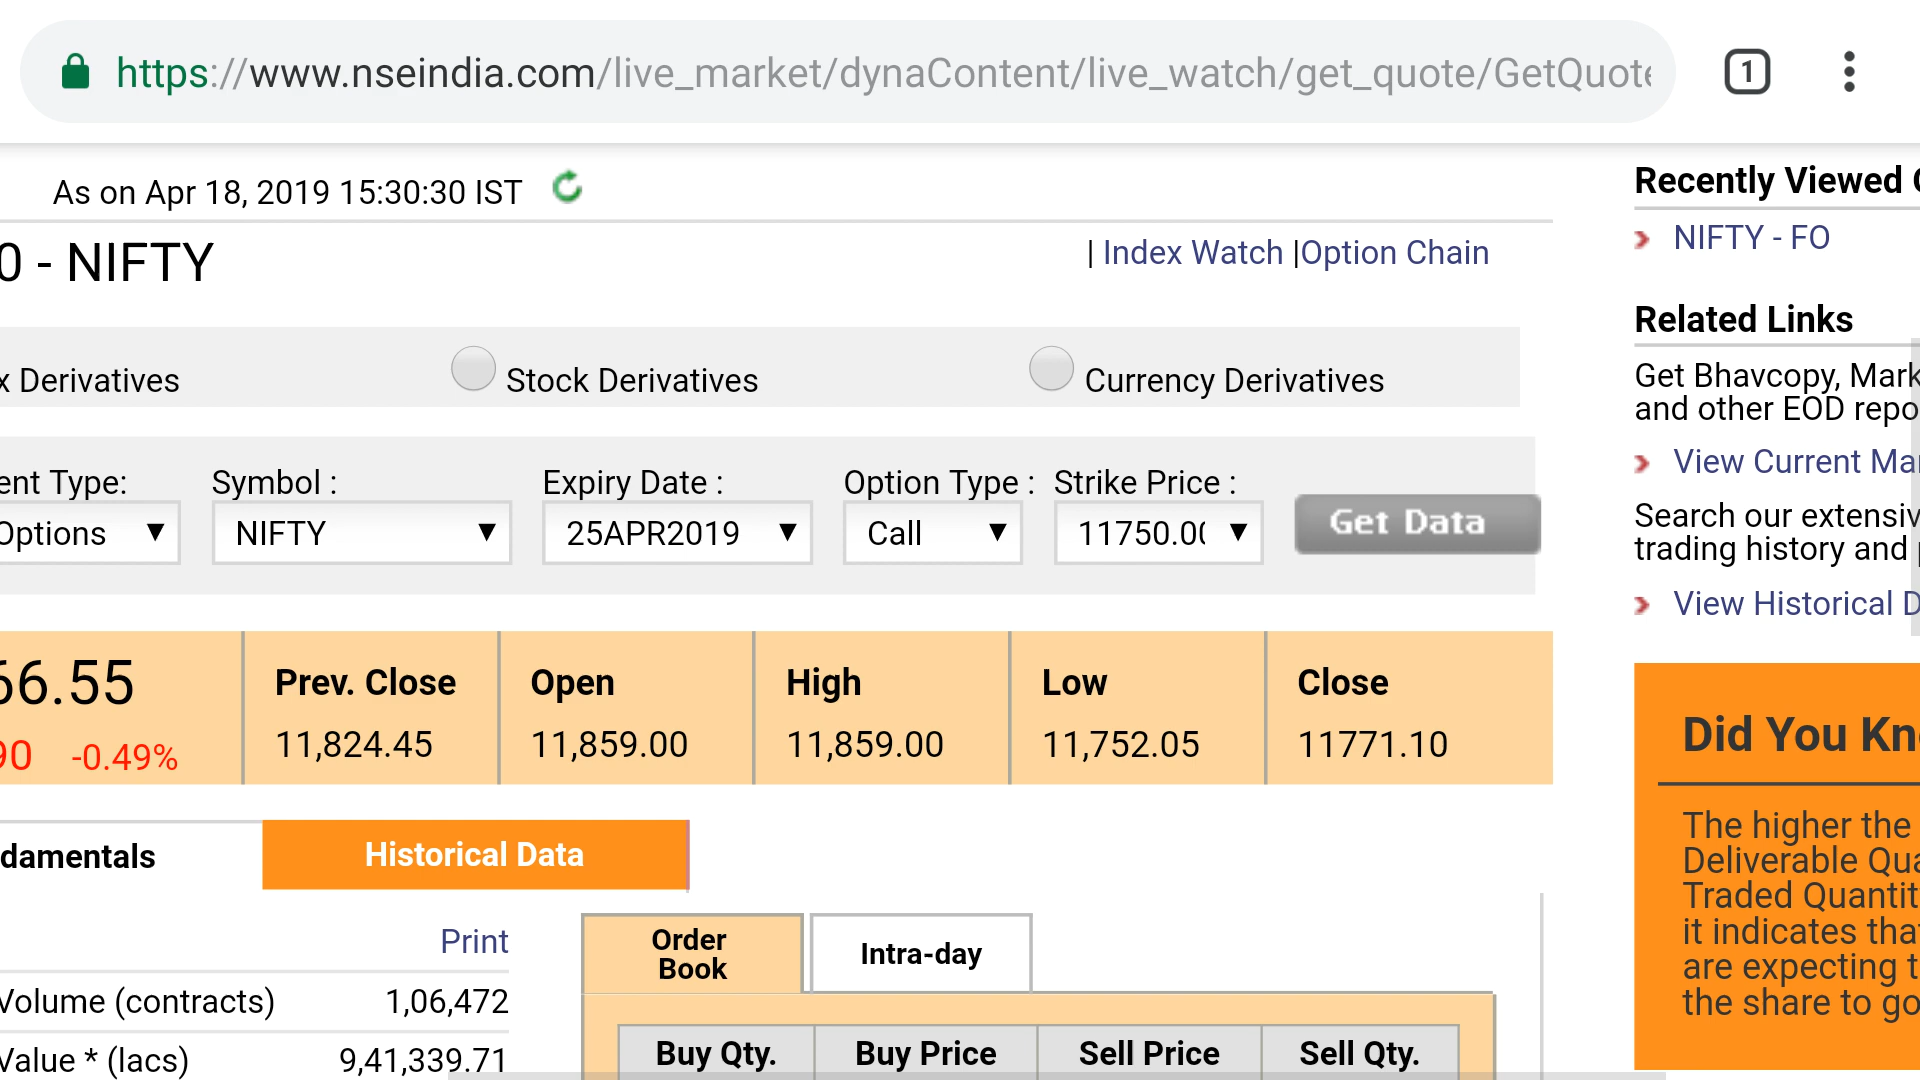 https://www.nseindia.com/live_market/dynaContent/live_watch/get_quote/GetQuote
1
As on Apr 18, 2019 15:30:30 IST
0 - NIFTY
| Index Watch |Option Chain
x Derivatives
Stock Derivatives
Currency Derivatives
ent Type:
Symbol :
Expiry Date :
Option Type :
Strike Price :
Options
NIFTY
25APR2019
Call
11750.00
Get Data
66.55
90 -0.49%
Prev. Close
11,824.45
Open
11,859.00
High
11,859.00
Low
11,752.05
Close
11771.10
damentals
Historical Data
Print
Volume (contracts) 1,06,472
Value * (lacs) 9,41,339.71
Order
Book
Intra-day
Buy Qty.
Buy Price
Sell Price
Sell Qty.
Recently Viewed
NIFTY - FO
Related Links
Get Bhavcopy, Mark
and other EOD repo
View Current Mar
Search our extensiv
trading history and p
View Historical D
Did You Kn
The higher the
Deliverable Qua
Traded Quantit
it indicates that
are expecting t
the share to go